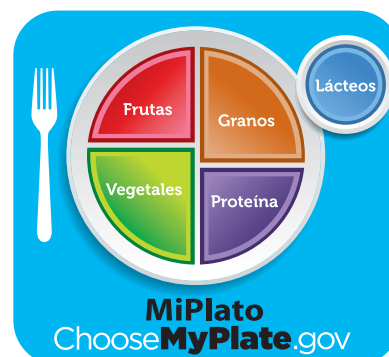 Lácteos
Frutas
Granos
Vegetales
Proteína
MiPlato
ChooseMyPlate.gov